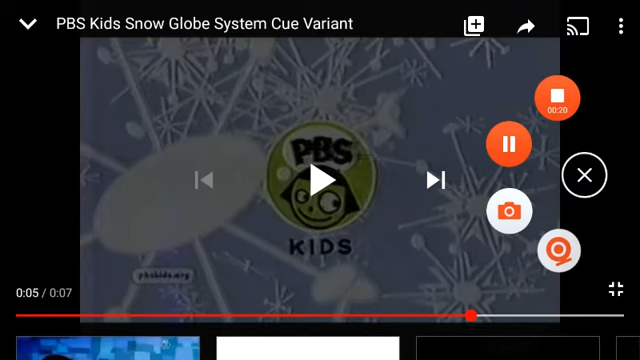 PBS Kids Snow Globe System Cue Variant
00:20
PBS
KIDS
pbskids.org
0:05 / 0:07